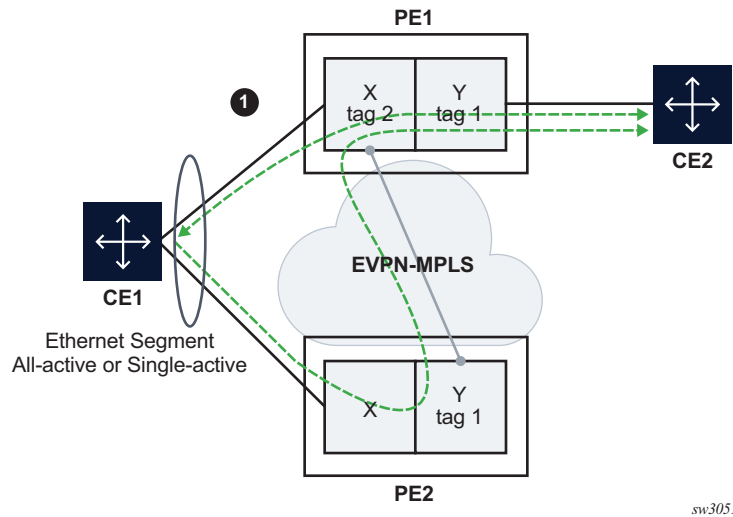 PE1
1
X
tag 2
Y
tag 1
CE2
EVPN-MPLS
CE1
Ethernet Segment
All-active or Single-active
X
Y
tag 1
PE2
sw305.